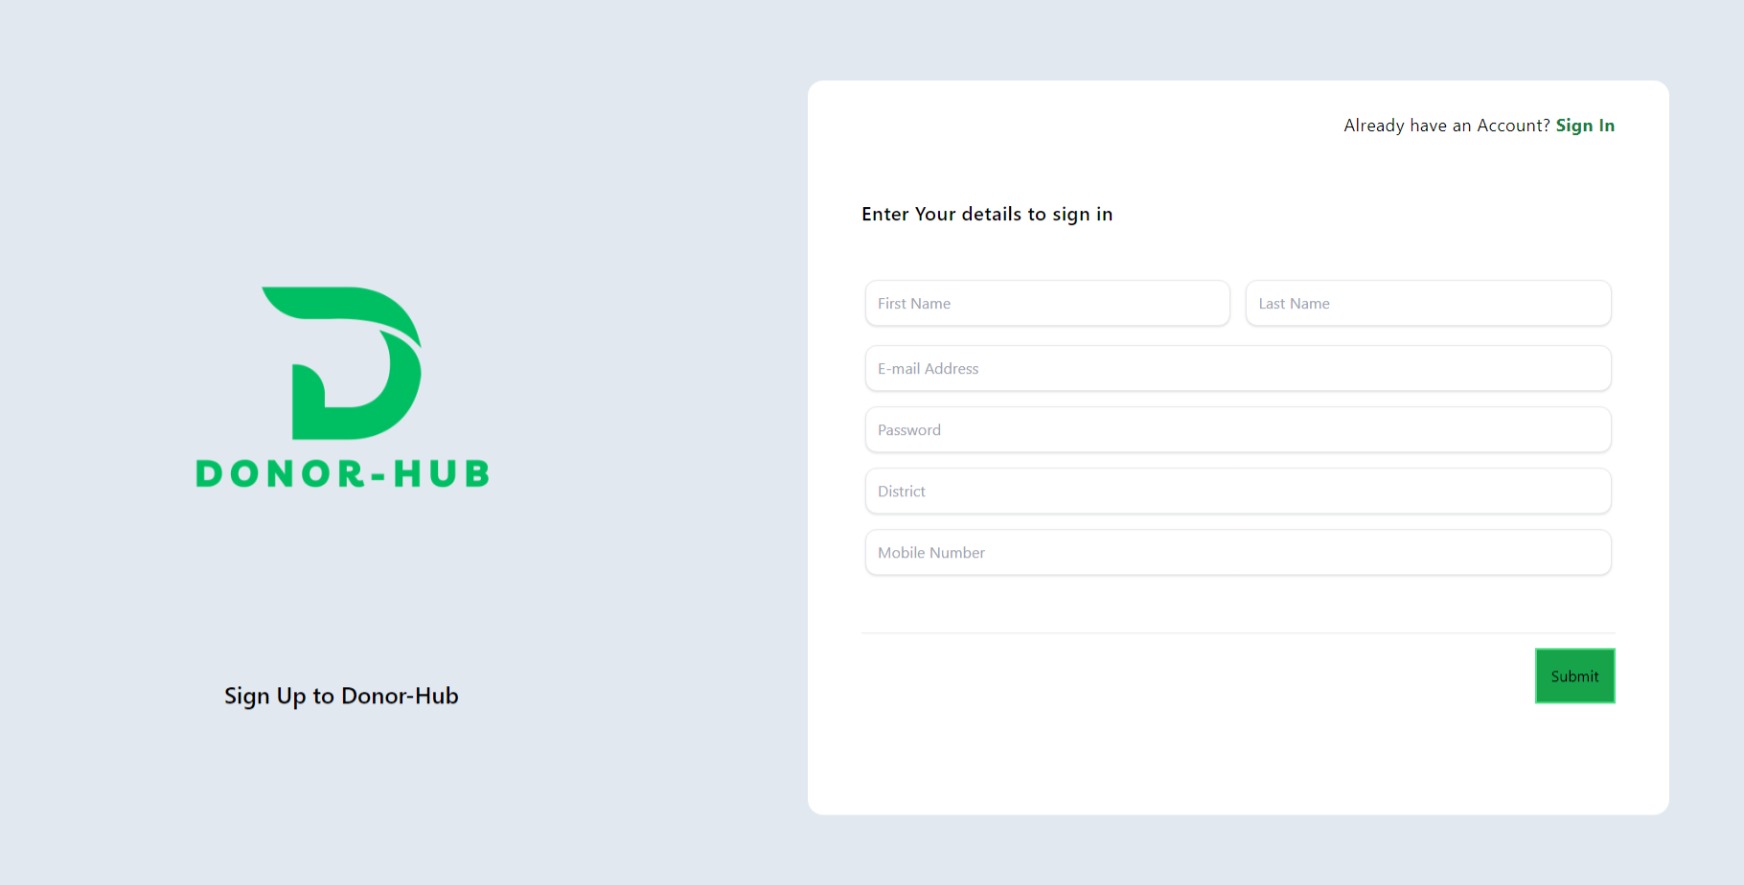 Already have an Account? Sign In
Enter Your details to sign in
First Name
Last Name
E-mail Address
Password
District
Mobile Number
Submit
DONOR-HUB
Sign Up to Donor-Hub